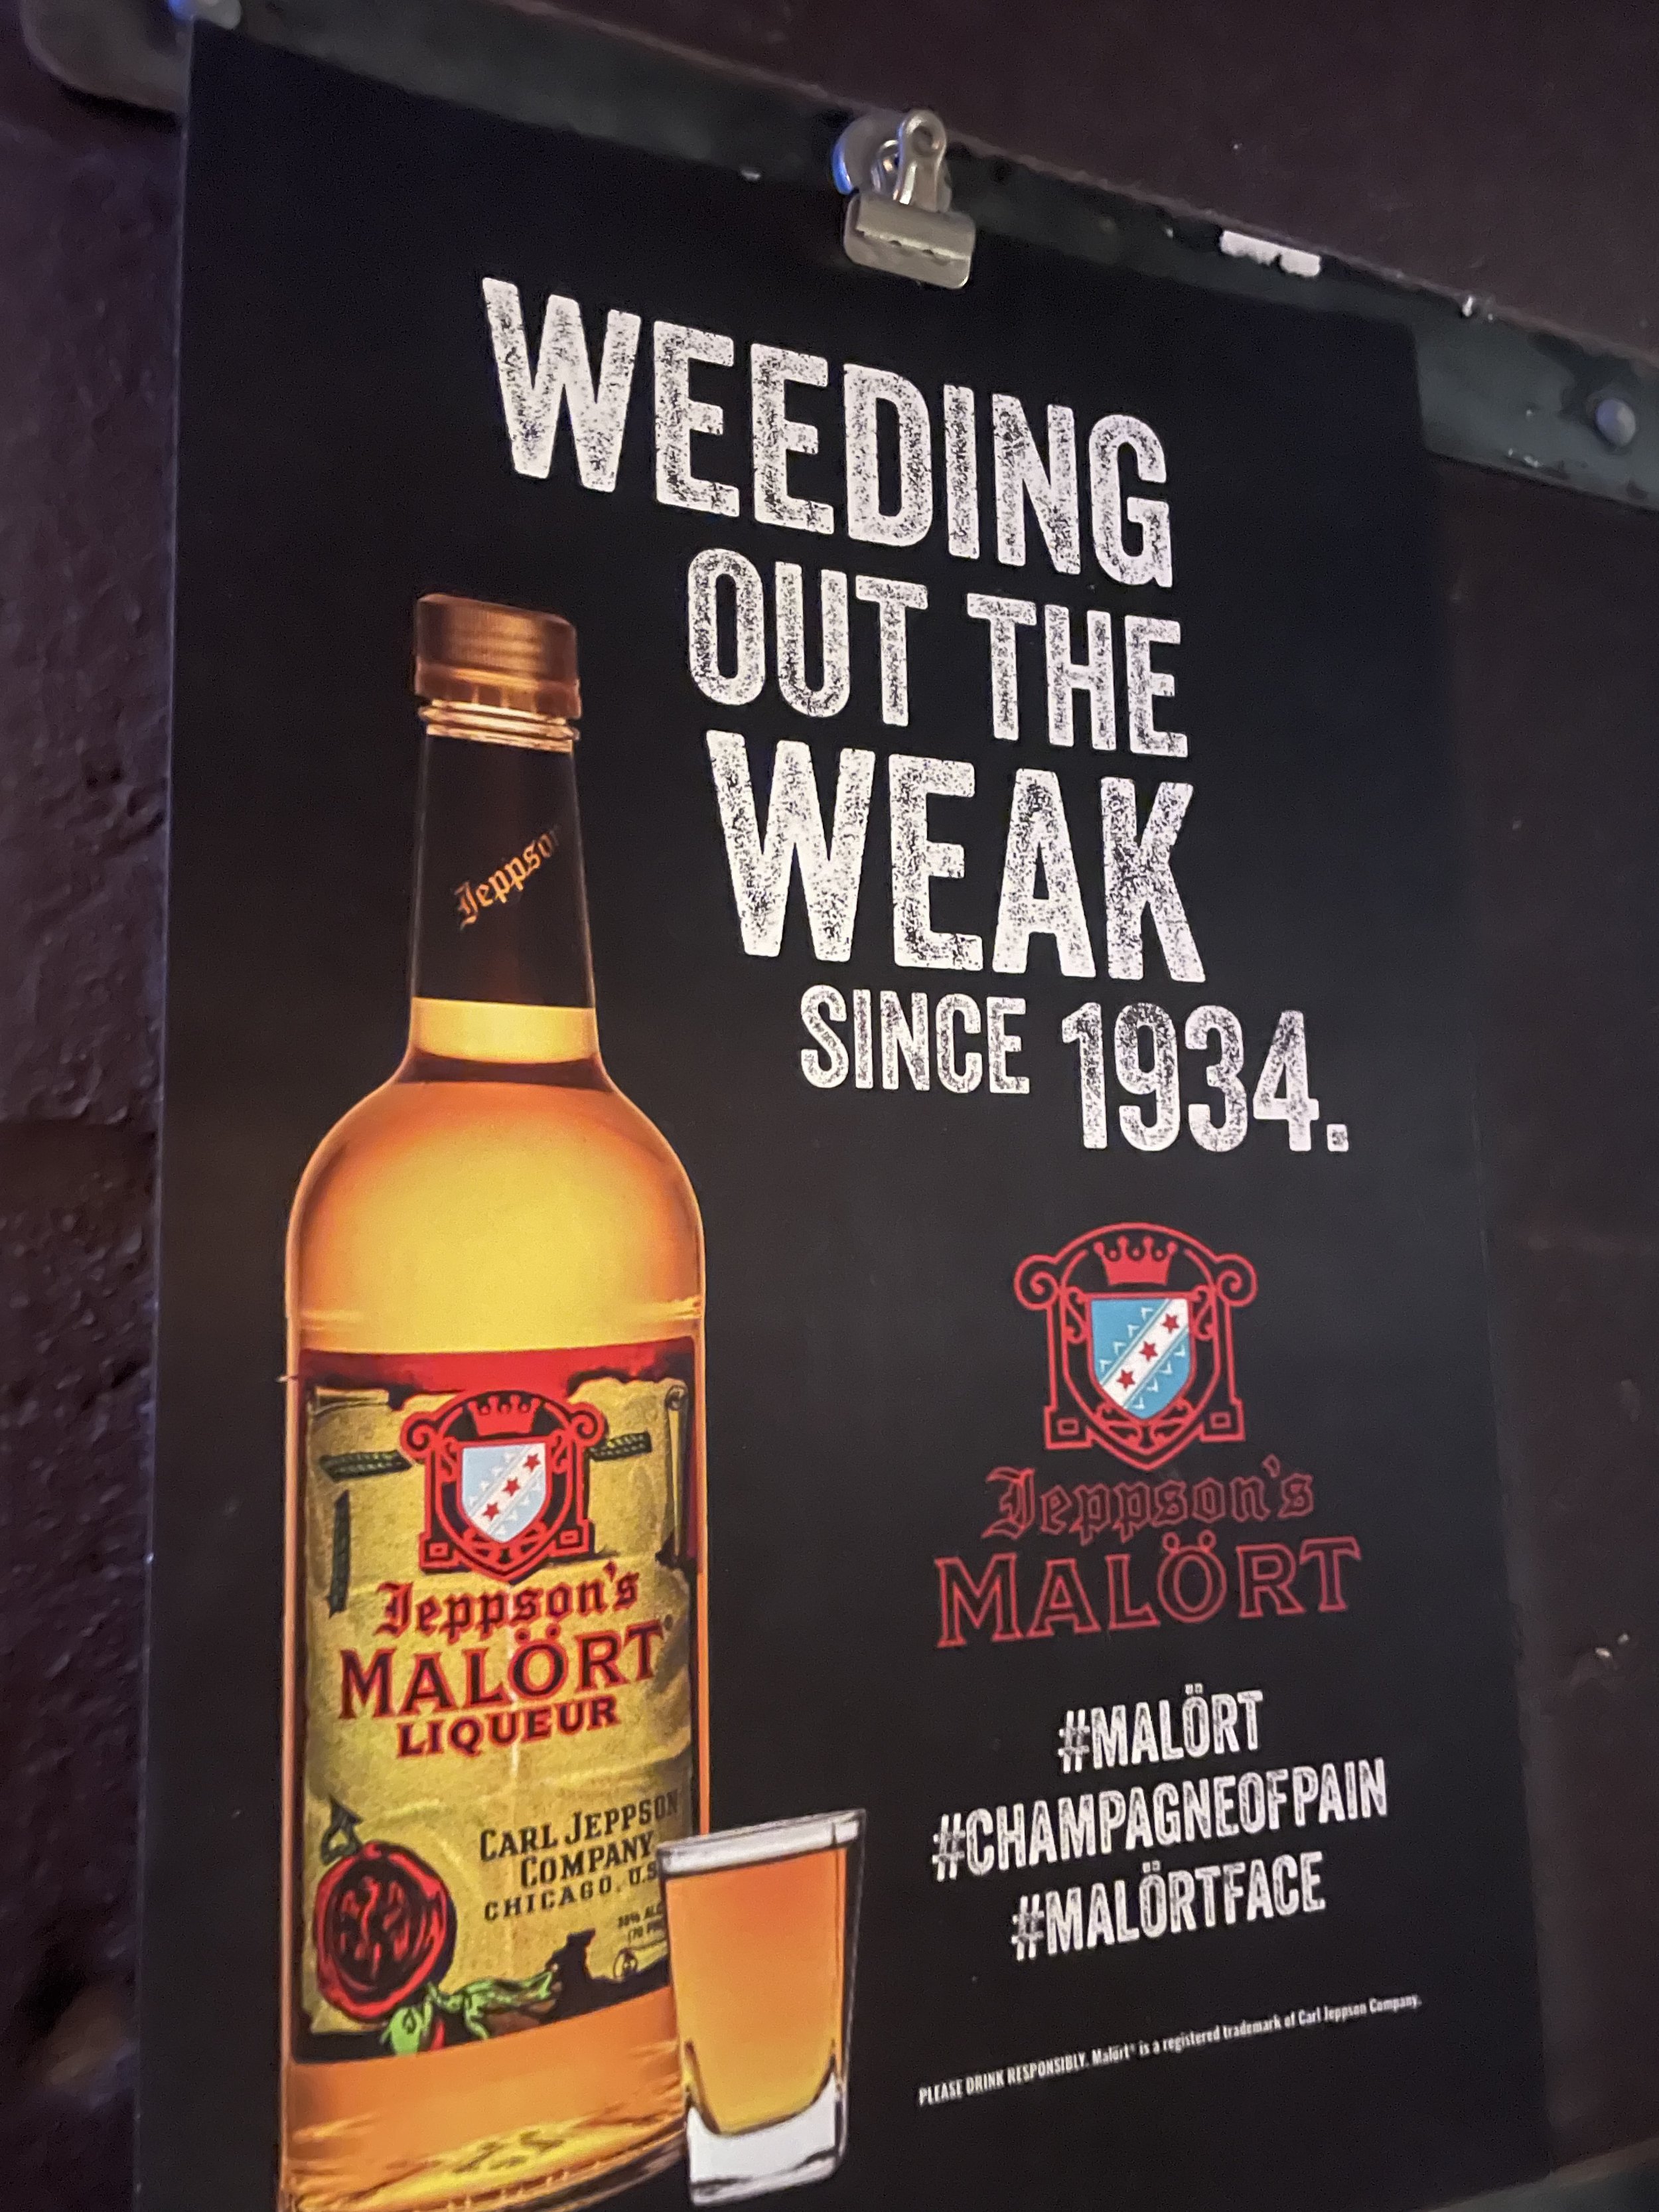 WEEDING
OUT THE
WEAK
SINCE 1934.
Jeppson's
MALÖRT
#MALÖRT
#CHAMPAGNEOFPAIN
#MALÖRTFACE
PLEASE DRINK RESPONSIBLY. Malört® is a registered trademark of Carl Jeppson Company.
Jeppso
Jeppson's
MALÖRT
LIQUEUR
CARL JEPPSON
COMPANY
CHICAGO, U.S